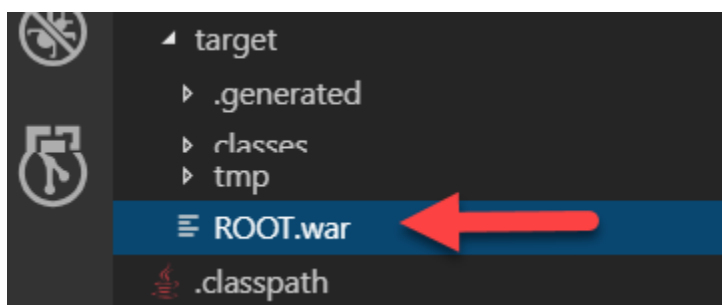 target
.generated
classes
tmp
ROOT.war
.classpath